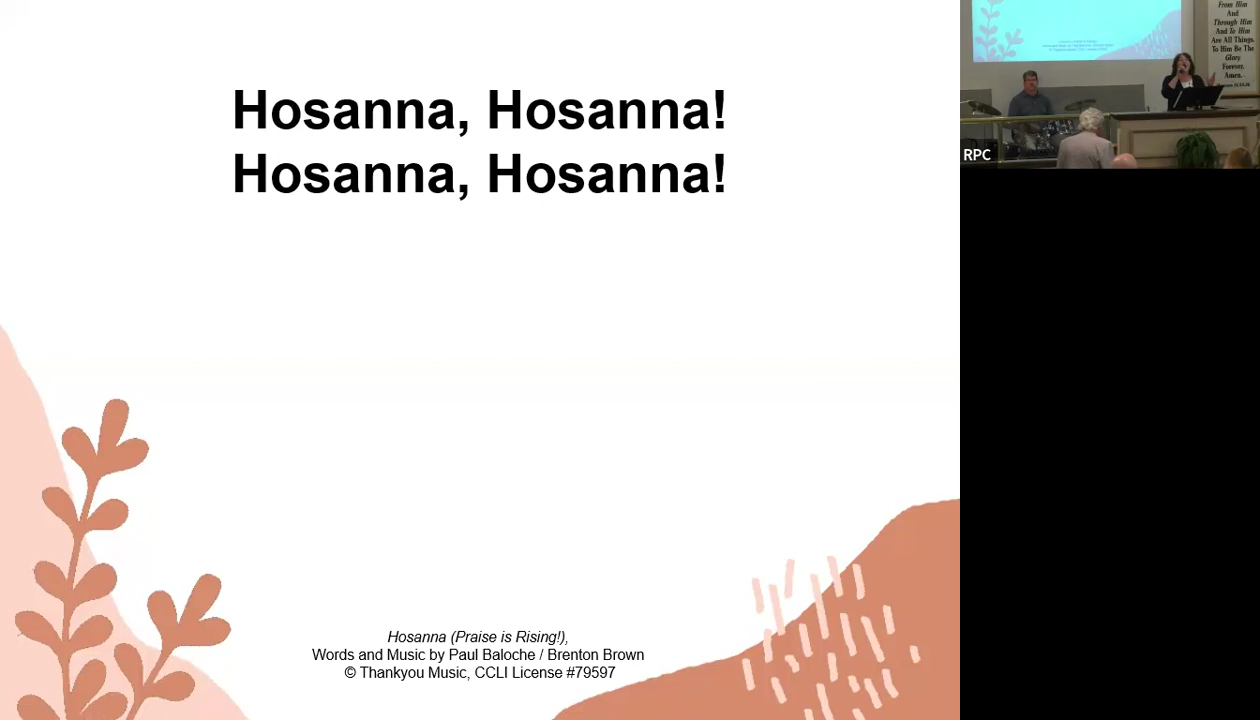 Hosanna, Hosanna!
Hosanna, Hosanna!
Hosanna (Praise is Rising!),
Words and Music by Paul Baloche / Brenton Brown
© Thankyou Music, CCLI License #79597
RPC
From Him
And
Through Him
And To Him
Are All Things.
To Him Be The
Glory
Forever.
Amen.